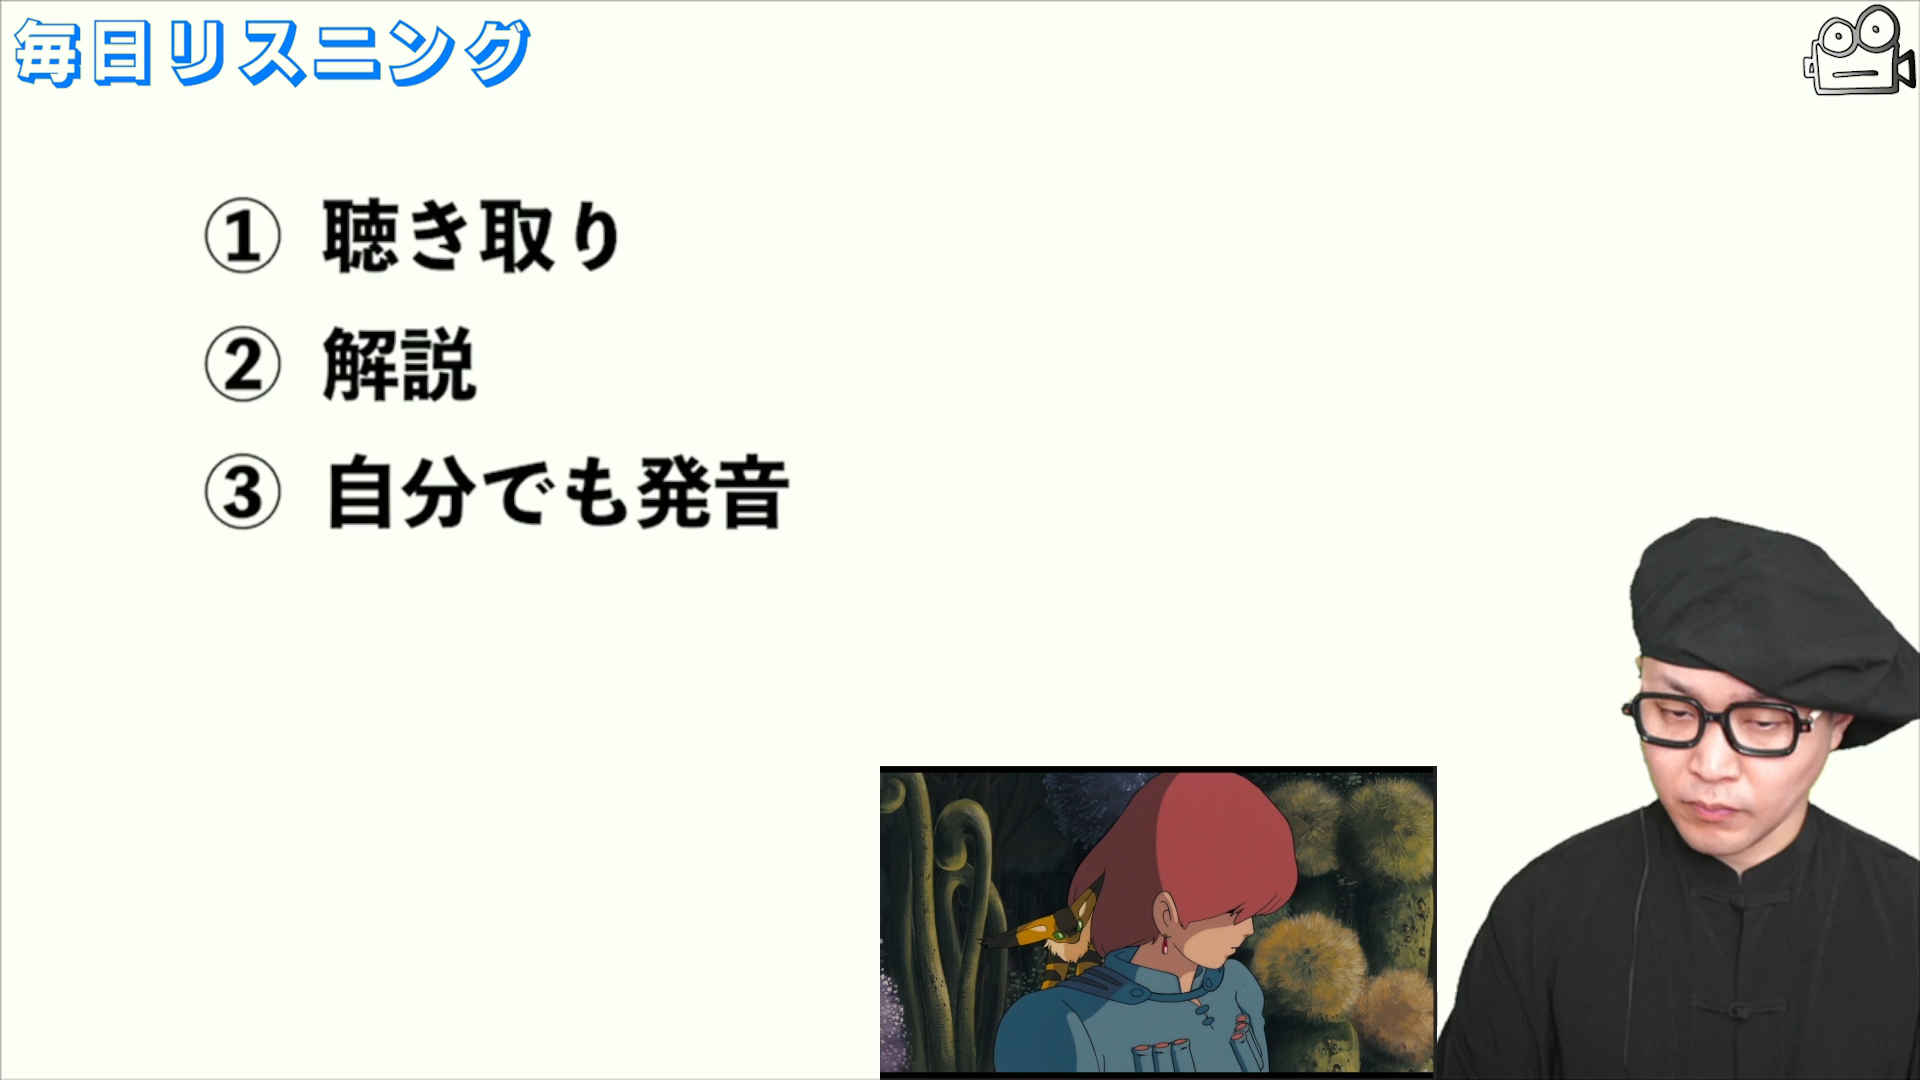 毎日リスニング
① 聴き取り
② 解説
③ 自分でも発音